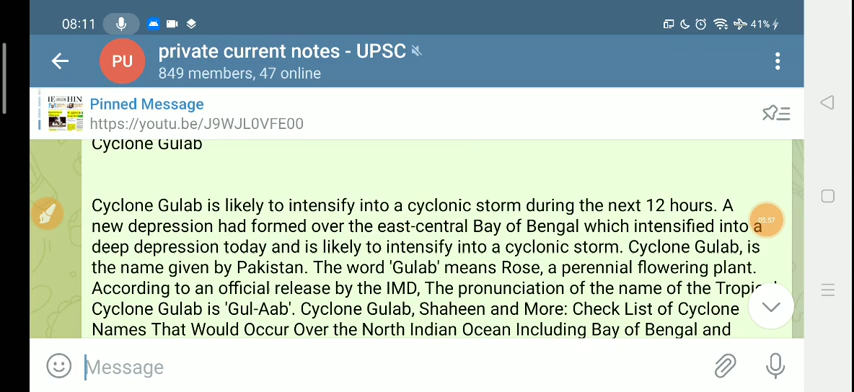 08:11
41%
PU
private current notes - UPSC
849 members, 47 online
Pinned Message
https://youtu.be/J9WJL0VFE00
Cyclone Gulab
Cyclone Gulab is likely to intensify into a cyclonic storm during the next 12 hours. A
new depression had formed over the east-central Bay of Bengal which intensified into a
deep depression today and is likely to intensify into a cyclonic storm. Cyclone Gulab, is
the name given by Pakistan. The word 'Gulab' means Rose, a perennial flowering plant.
According to an official release by the IMD, The pronunciation of the name of the
Cyclone Gulab is 'Gul-Aab'. Cyclone Gulab, Shaheen and More: Check List of Cyclone
Names That Would Occur Over the North Indian Ocean Including Bay of Bengal and
Message